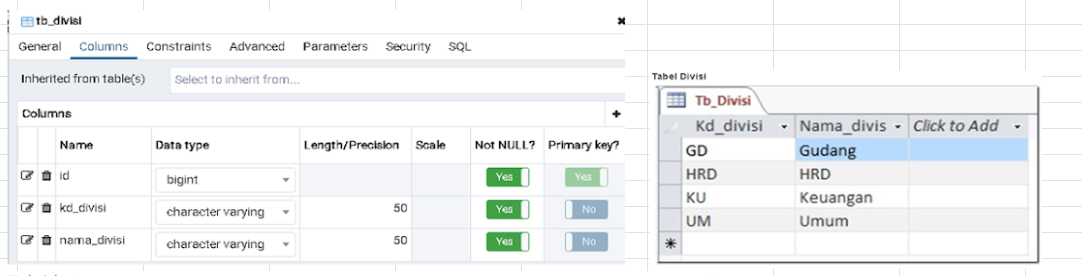 tb_divisi
General Columns Constraints Advanced Parameters Security SQL
Inherited from table(s) Select to inherit from...
Columns
Name Data type Length/Precision Scale Not NULL? Primary key?
id bigint Yes Yes
kd_divisi character varying 50 Yes No
nama_divisi character varying 50 Yes No
Tabel Divisi
Tb_Divisi
Kd_divisi Nama_divis Click to Add
GD Gudang
HRD HRD
KU Keuangan
UM Umum